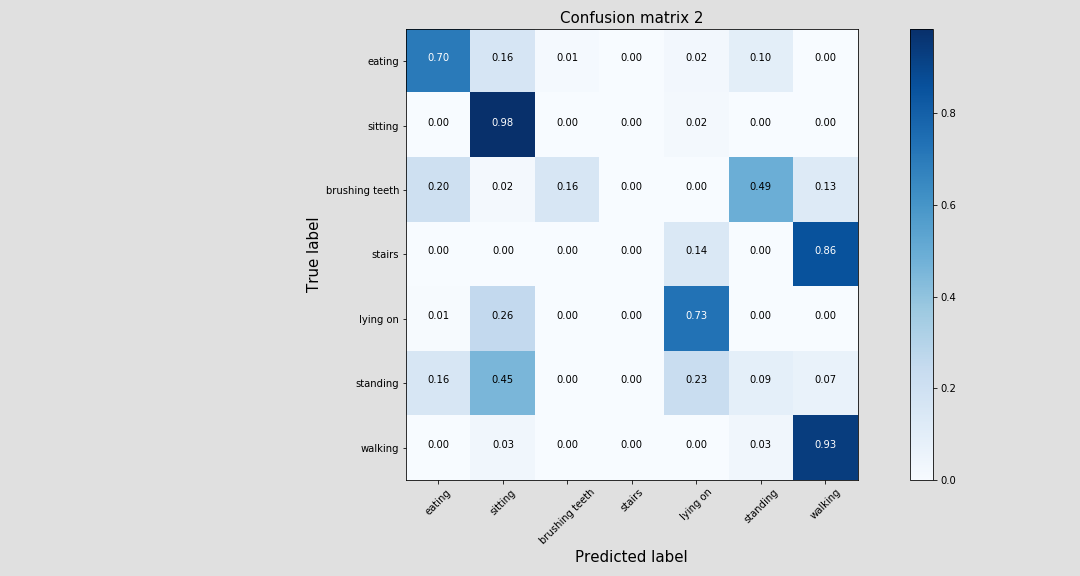 Confusion matrix 2
True label
eating 0.70 0.16 0.01 0.00 0.02 0.10 0.00
sitting 0.00 0.98 0.00 0.00 0.02 0.00 0.00
brushing teeth 0.20 0.02 0.16 0.00 0.00 0.49 0.13
stairs 0.00 0.00 0.00 0.00 0.14 0.00 0.86
lying on 0.01 0.26 0.00 0.00 0.73 0.00 0.00
standing 0.16 0.45 0.00 0.00 0.23 0.09 0.07
walking 0.00 0.03 0.00 0.00 0.00 0.03 0.93
eating sitting brushing teeth stairs lying on standing walking
Predicted label
0.8
0.6
0.4
0.2
0.0